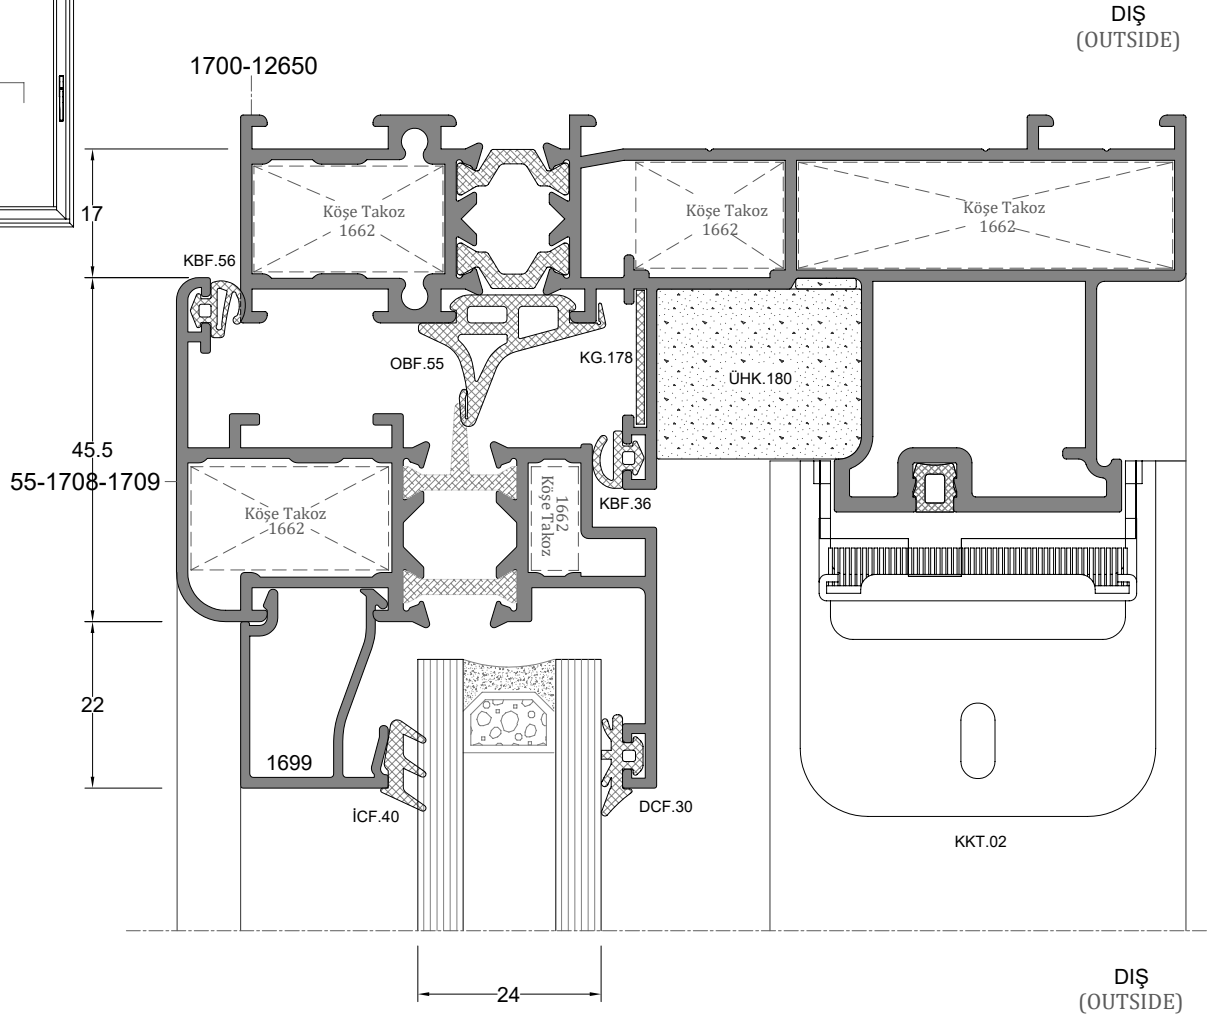 DIŞ
(OUTSIDE)
1700-12650
17
Köşe Takoz
1662
Köşe Takoz
1662
Köşe Takoz
1662
KBF.56
OBF.55
KG.178
ÜHK.180
45.5
55-1708-1709
Köşe Takoz
1662
1662
Köşe Takoz
KBF.36
22
1699
İCF.40
DCF.30
KKT.02
24
DIŞ
(OUTSIDE)